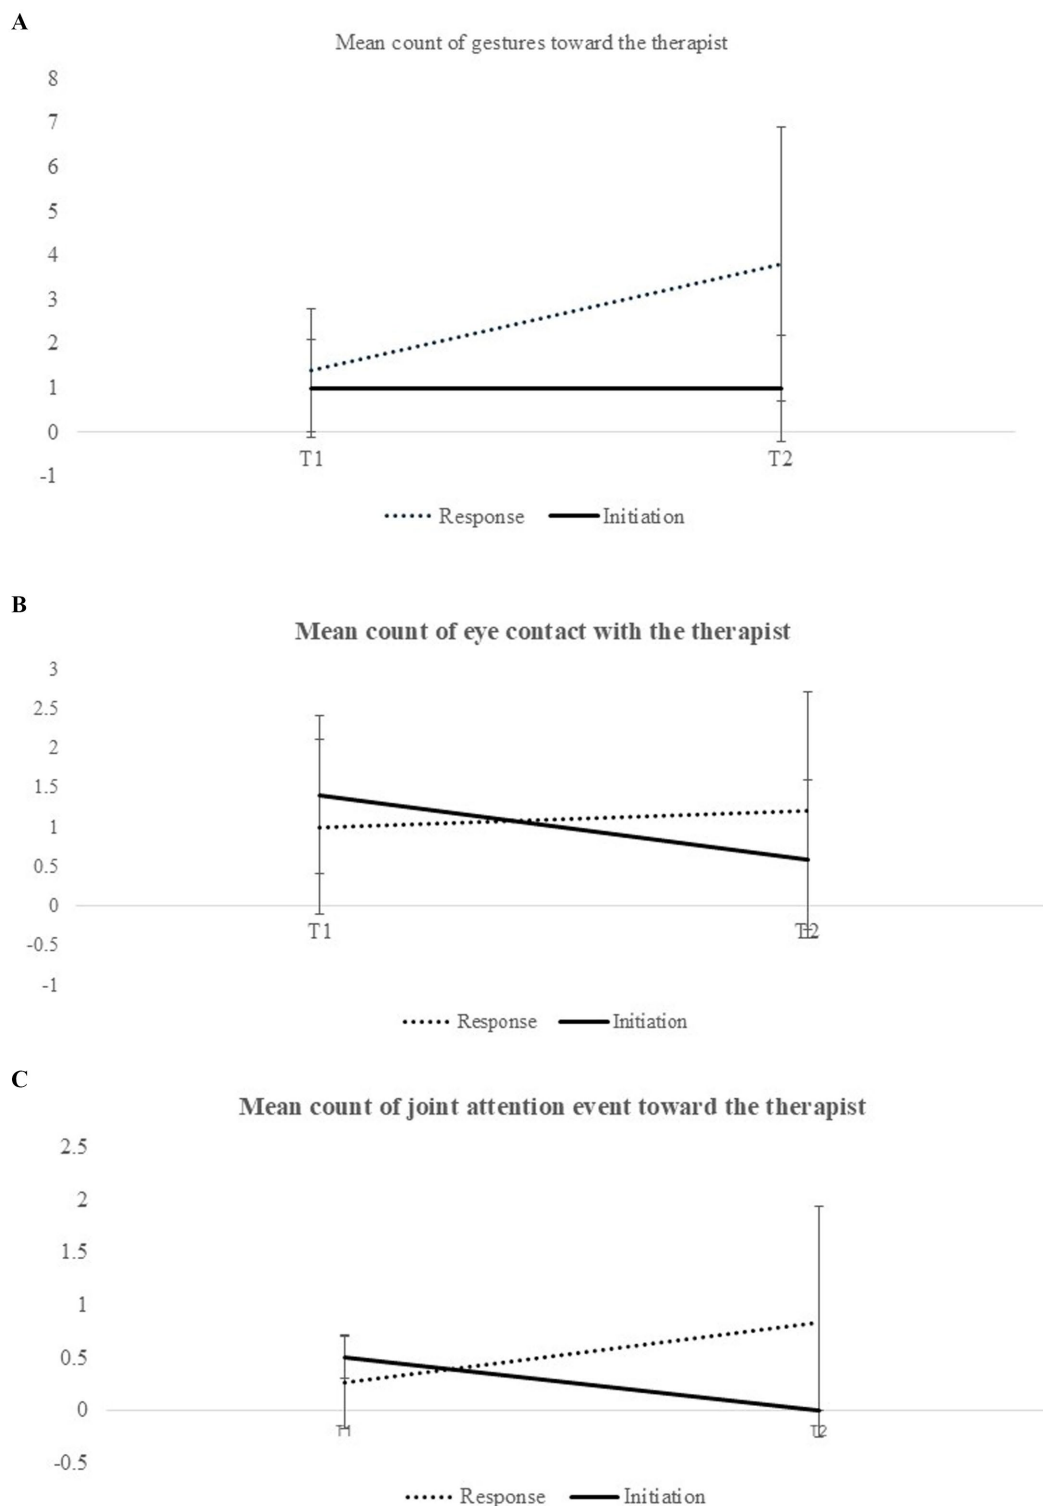 A
Mean count of gestures toward the therapist
8
7
6
5
4
3
2
1
0
-1
T1 T2
Response Initiation
B
Mean count of eye contact with the therapist
3
2.5
2
1.5
1
0.5
0
-0.5
-1
T1 T2
Response Initiation
C
Mean count of joint attention event toward the therapist
2.5
2
1.5
1
0.5
0
-0.5
T1 T2
Response Initiation